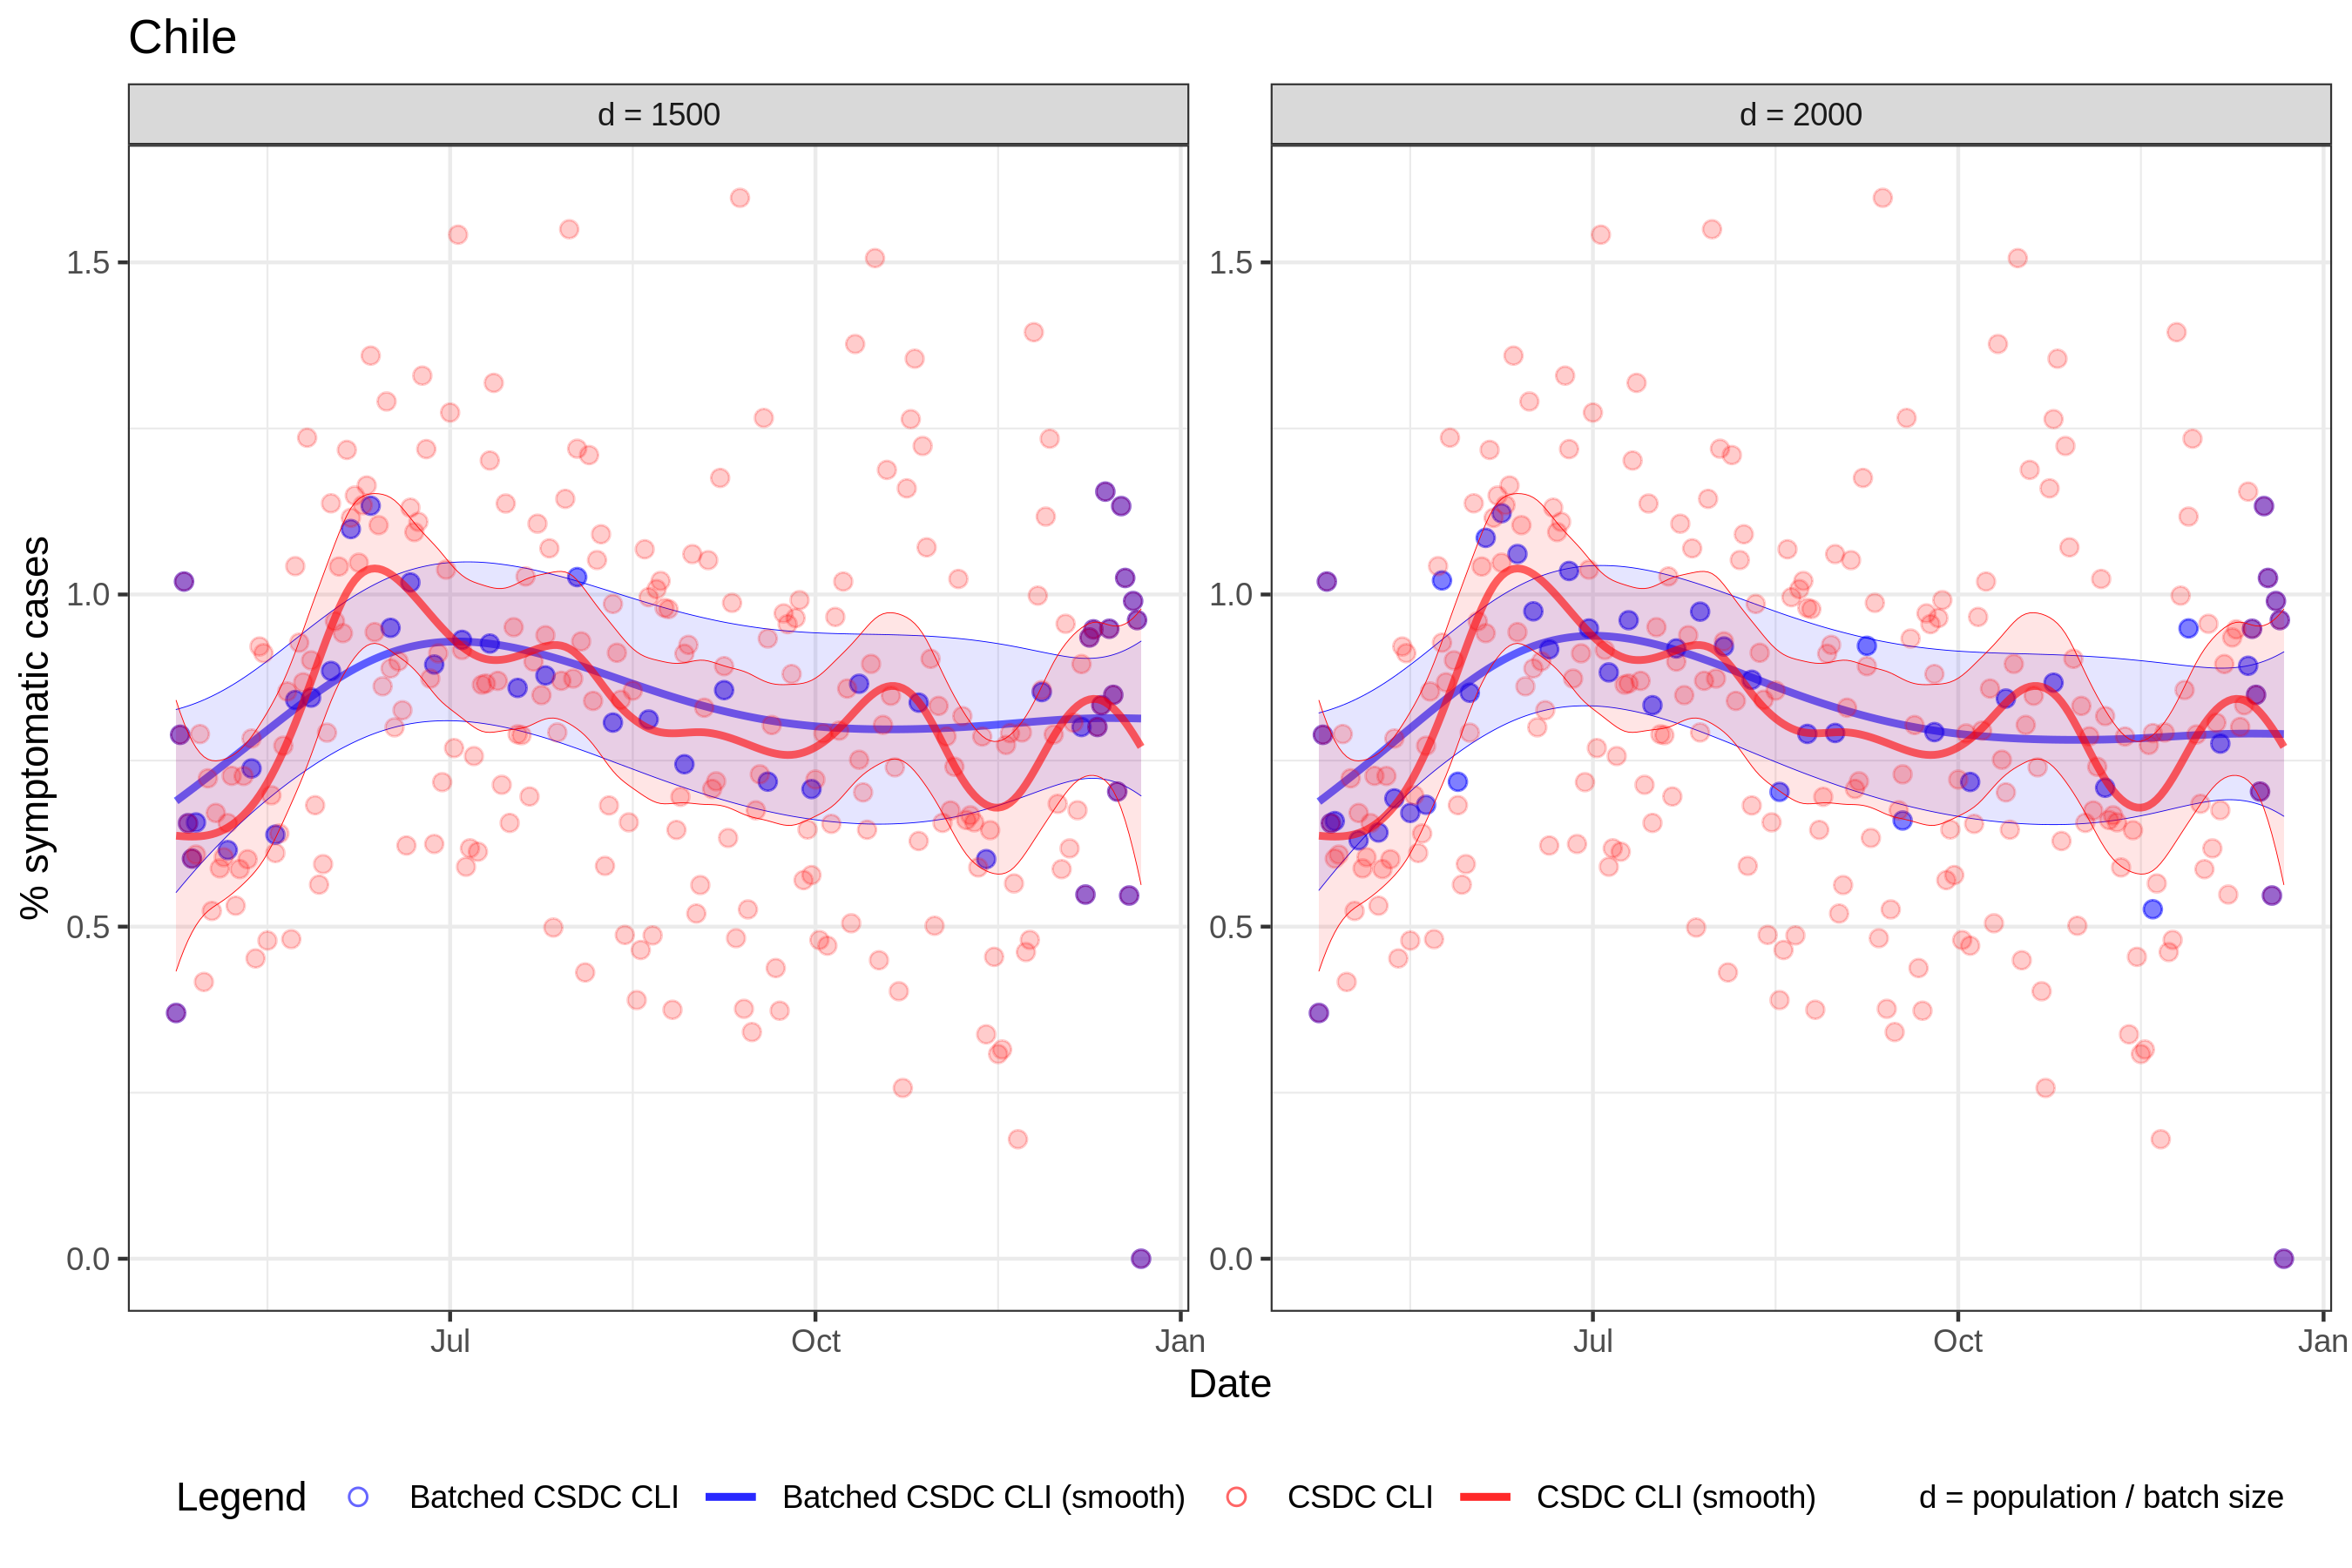 Chile
d = 1500
d = 2000
% symptomatic cases
1.5
1.0
0.5
0.0
1.5
1.0
0.5
0.0
Jul
Oct
Jan
Jul
Oct
Jan
Date
Legend
Batched CSDC CLI
Batched CSDC CLI (smooth)
CSDC CLI
CSDC CLI (smooth)
d = population / batch size